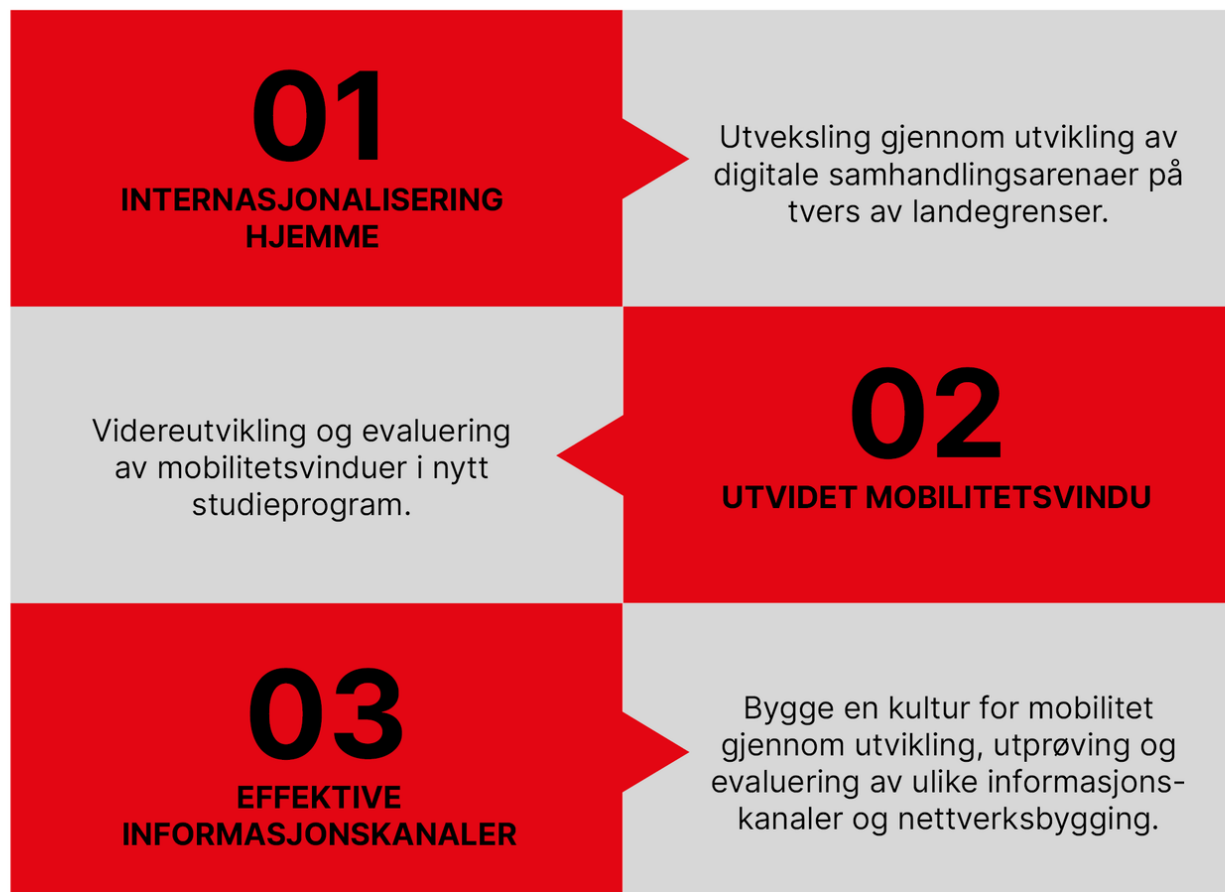 01
INTERNASJONALISERING
HJEMME
Utveksling gjennom utvikling av
digitale samhandlingsarenaer på
tvers av landegrenser.
Videreutvikling og evaluering
av mobilitetsvinduer i nytt
studieprogram.
02
UTVIDET MOBILITETSVINDU
03
EFFEKTIVE
INFORMASJONSKANALER
Bygge en kultur for mobilitet
gjennom utvikling, utprøving og
evaluering av ulike informasjons-
kanaler og nettverksbygging.